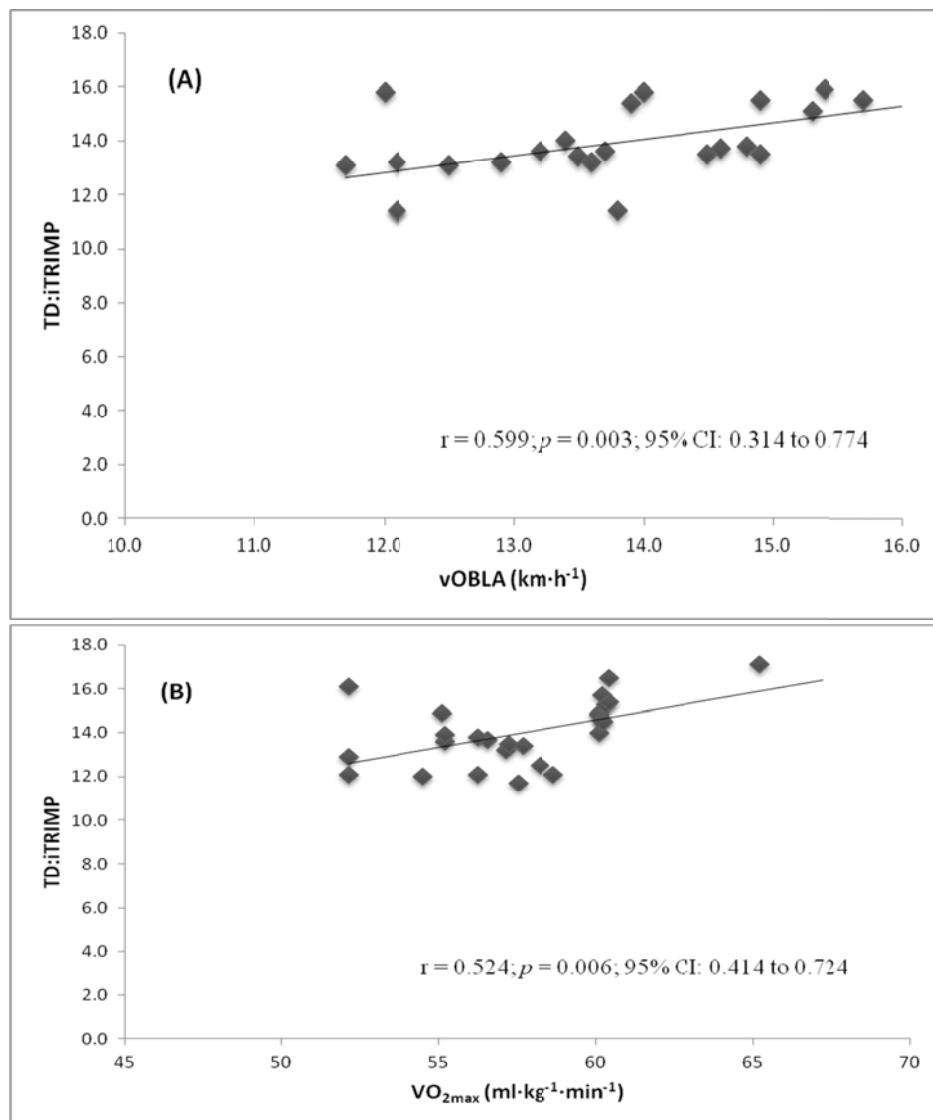 18.0
(A)
16.0
14.0
12.0
10.0
8.0
6.0
4.0
2.0
0.0
TD:iTRIMP
r = 0.599; p = 0.003; 95% CI: 0.314 to 0.774
10.0 11.0 12.0 13.0 14.0 15.0 16.0
vOBLA (km·h⁻¹)
18.0
(B)
16.0
14.0
12.0
10.0
8.0
6.0
4.0
2.0
0.0
TD:iTRIMP
r = 0.524; p = 0.006; 95% CI: 0.414 to 0.724
45 50 55 60 65 70
VO₂max (ml·kg⁻¹·min⁻¹)